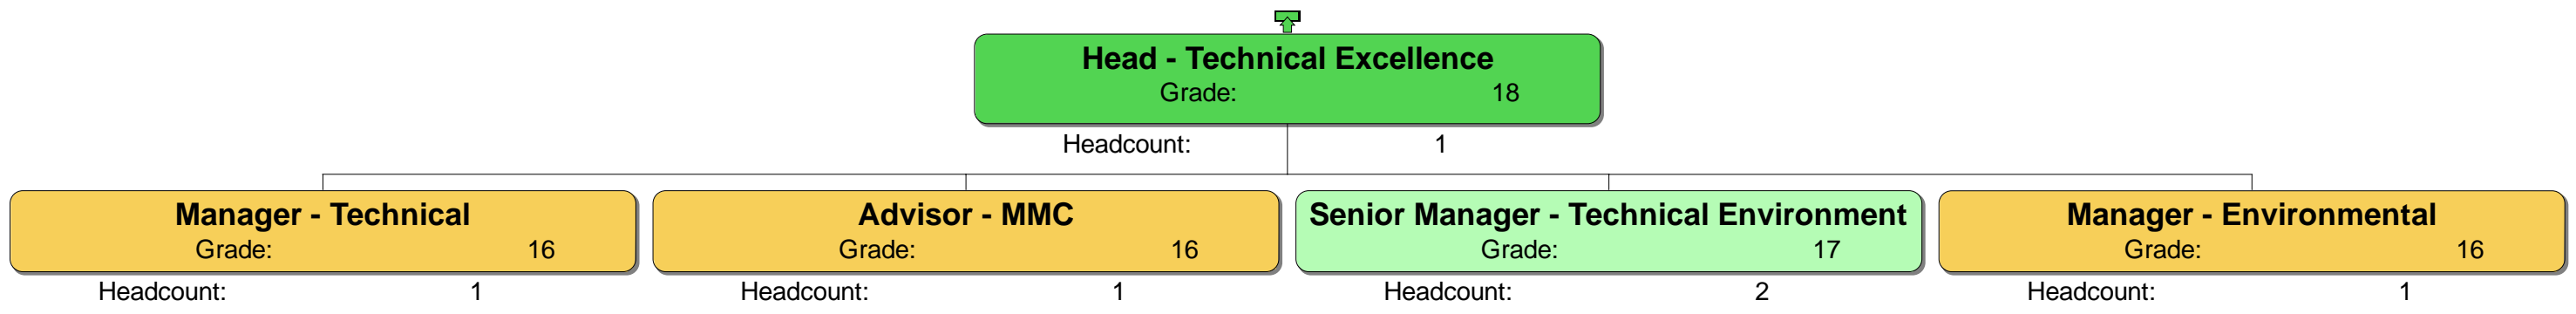 Head - Technical Excellence
Grade: 18
Headcount: 1
Manager - Technical
Grade: 16
Headcount: 1
Advisor - MMC
Grade: 16
Headcount: 1
Senior Manager - Technical Environment
Grade: 17
Headcount: 2
Manager - Environmental
Grade: 16
Headcount: 1